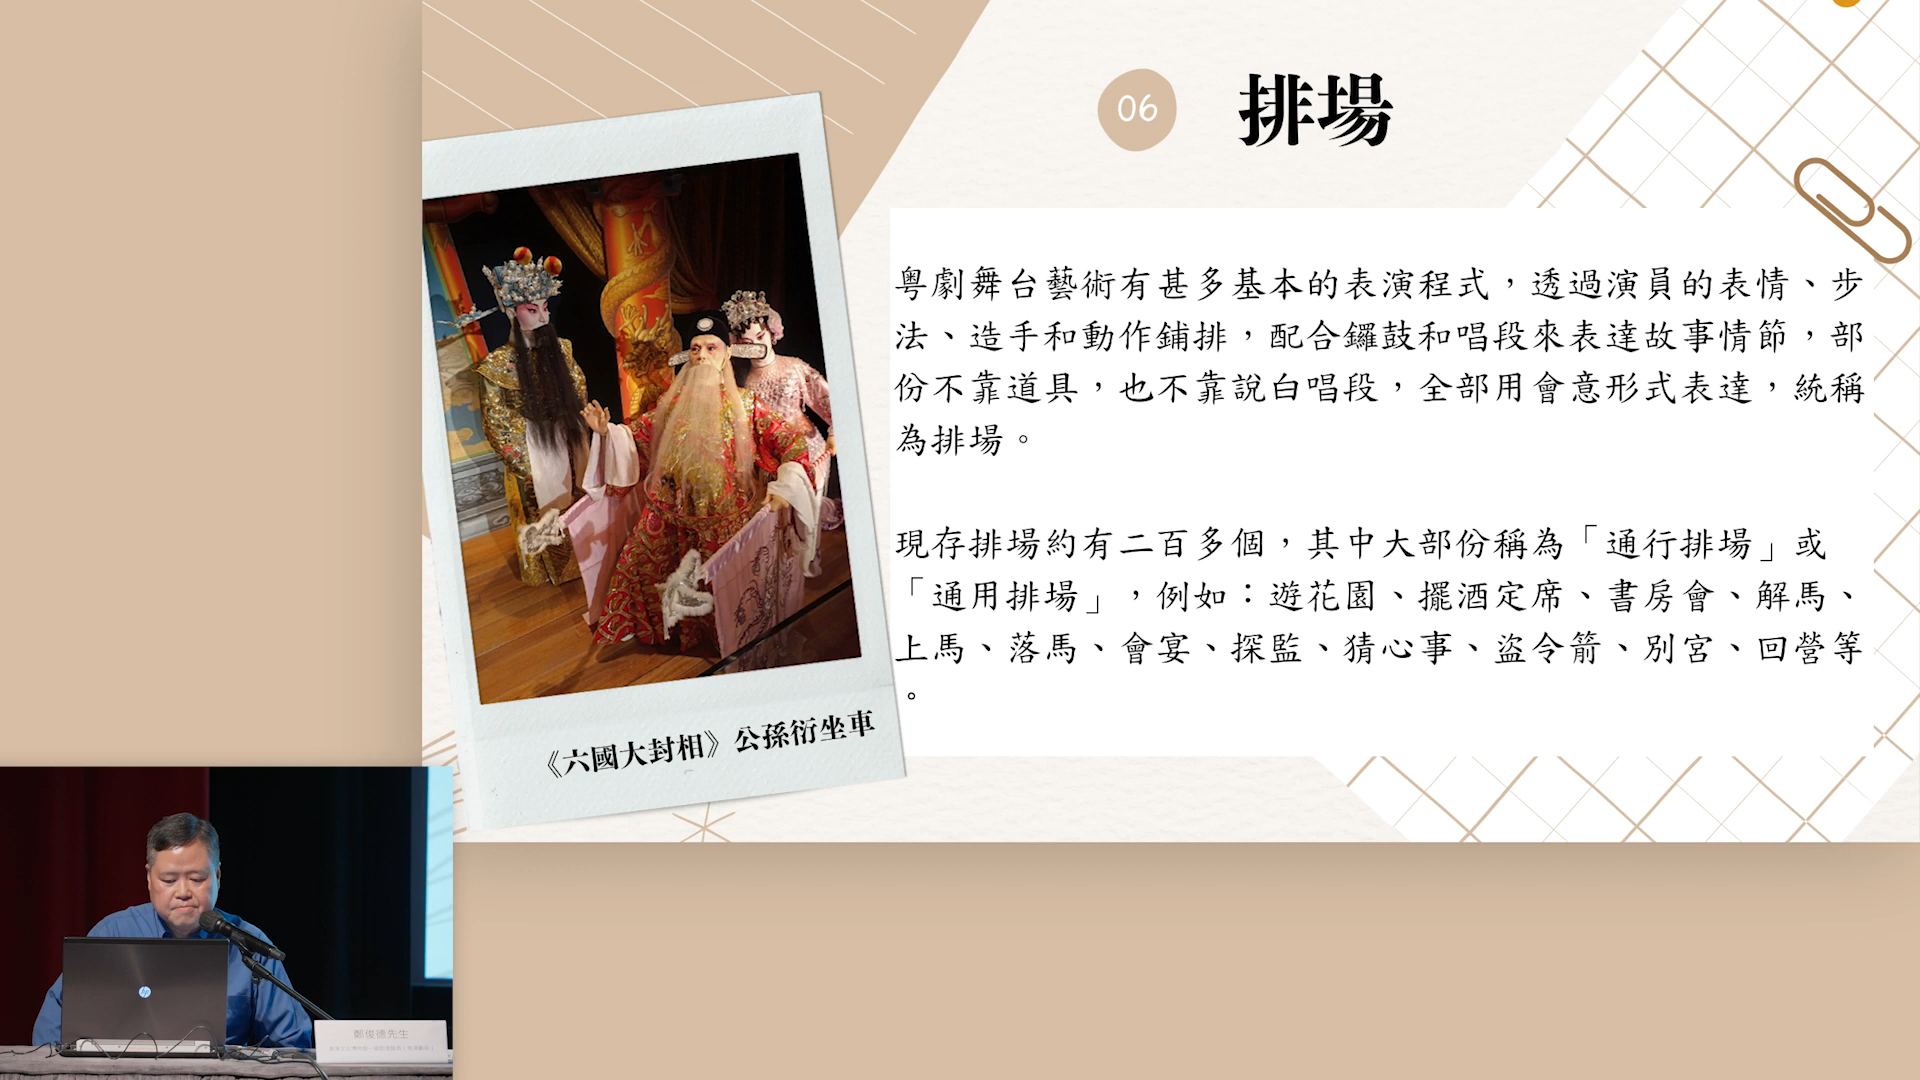 06
排場
粵劇舞台藝術有甚多基本的表演程式，透過演員的表情、步
法、造手和動作鋪排，配合鑼鼓和唱段來表達故事情節，部
份不靠道具，也不靠說白唱段，全部用會意形式表達，統稱
為排場。
現存排場約有二百多個，其中大部份稱為「通行排場」或
「通用排場」，例如：遊花園、擺酒定席、書房會、解馬、
上馬、落馬、會宴、探監、猜心事、盜令箭、別宮、回營等
。
《六國大封相》公孫衍坐車
hp
鄭俊德先生